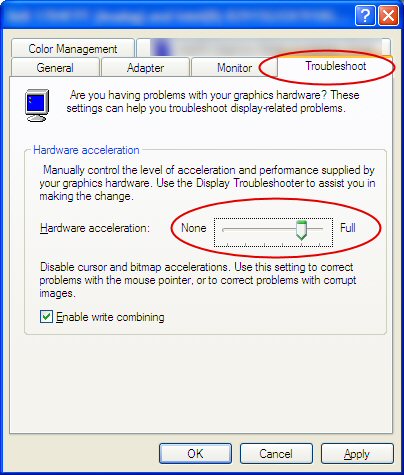 Color Management
General
Adapter
Monitor
Troubleshoot
Are you having problems with your graphics hardware? These
settings can help you troubleshoot display-related problems.
Hardware acceleration
Manually control the level of acceleration and perfomance supplied by
your graphics hardware. Use the Display Troubleshooter to assist you in
making the change.
Hardware acceleration:
None
Full
Disable cursor and bitmap accelerations. Use this setting to correct
problems with the mouse pointer, or to correct problems with corrupt
images.
Enable write combining
OK
Cancel
Apply